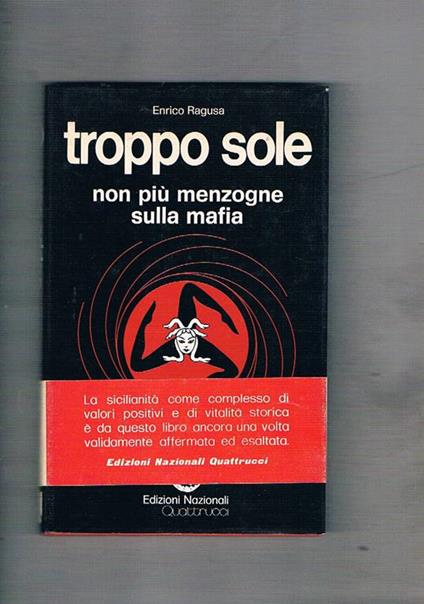 Enrico Ragusa
troppo sole
non più menzogne
sulla mafia
La sicilianità come complesso di
valori positivi e di vitalità storica
è da questo libro ancora una volta
validamente affermata ed esaltata.
Edizioni Nazionali Quattrucci
Edizioni Nazionali
Quattrucci